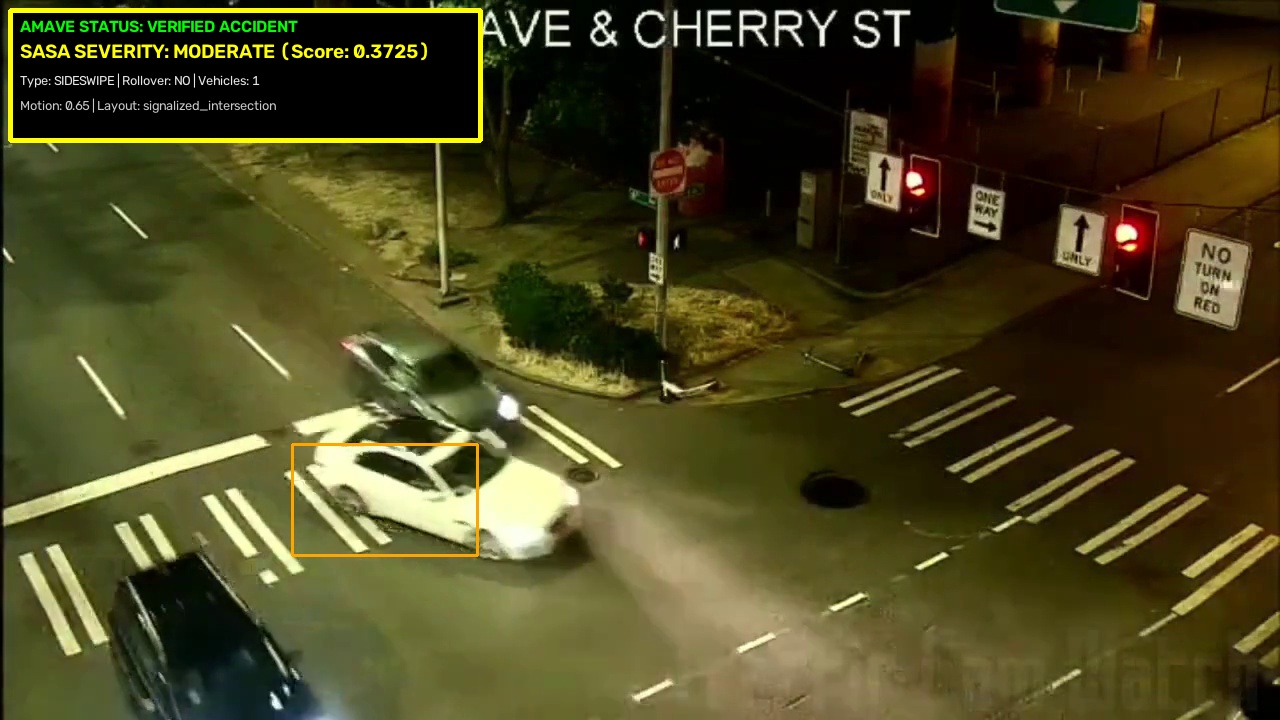 AMAVE STATUS: VERIFIED ACCIDENT
SASA SEVERITY: MODERATE (Score: 0.3725)
Type: SIDESWIPE | Rollover: NO | Vehicles: 1
Motion: 0.65 | Layout: signalized_intersection
AVE & CHERRY ST
ONLY
ONE
WAY
ONLY
NO
TURN
ON
RED